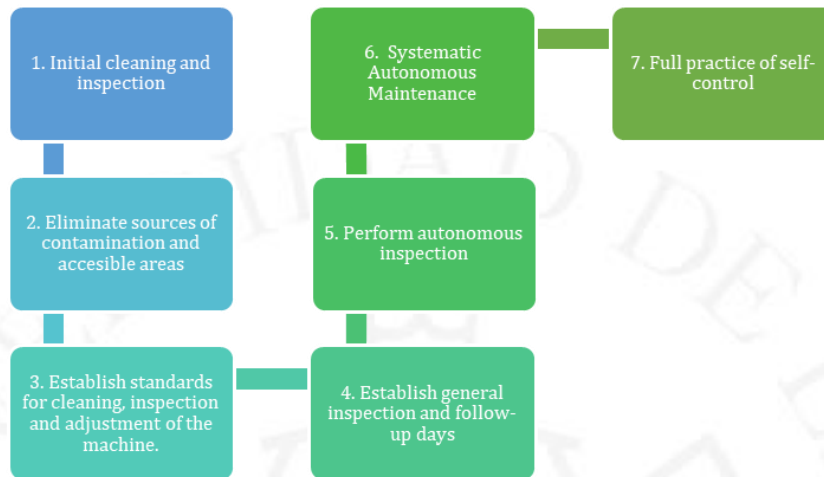 1. Initial cleaning and
inspection
2. Eliminate sources of
contamination and
accesible areas
3. Establish standards
for cleaning, inspection
and adjustment of the
machine.
4. Establish general
inspection and follow-
up days
5. Perform autonomous
inspection
6. Systematic
Autonomous
Maintenance
7. Full practice of self-
control